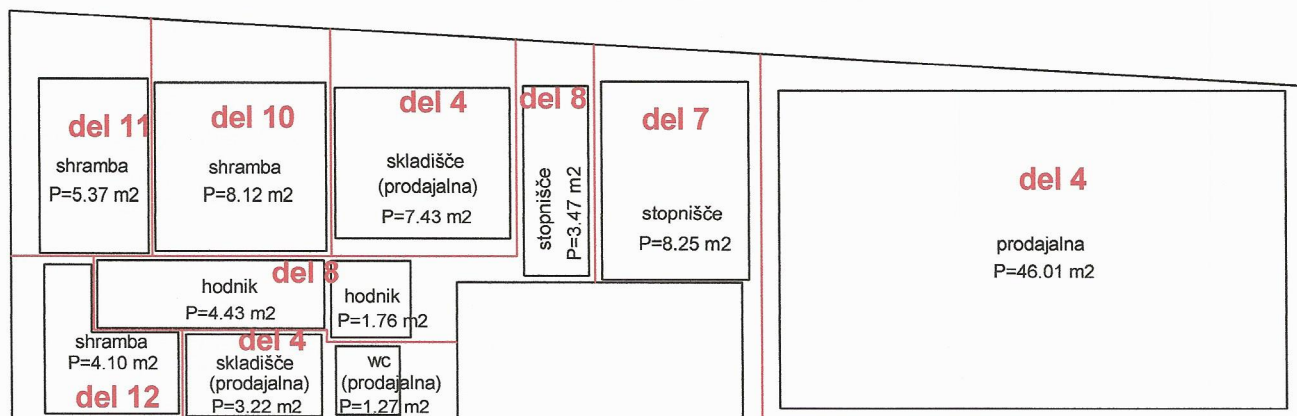 del 11
shramba
P=5.37 m2
del 10
shramba
P=8.12 m2
del 4
skladišče
(prodajalna)
P=7.43 m2
del 8
stopnišče
P=3.47 m2
del 7
stopnišče
P=8.25 m2
del 4
prodajalna
P=46.01 m2
del 8
hodnik
P=4.43 m2
hodnik
P=1.76 m2
shramba
P=4.10 m2
del 12
del 4
skladišče
(prodajalna)
P=3.22 m2
wc
(prodajalna)
P=1.27 m2